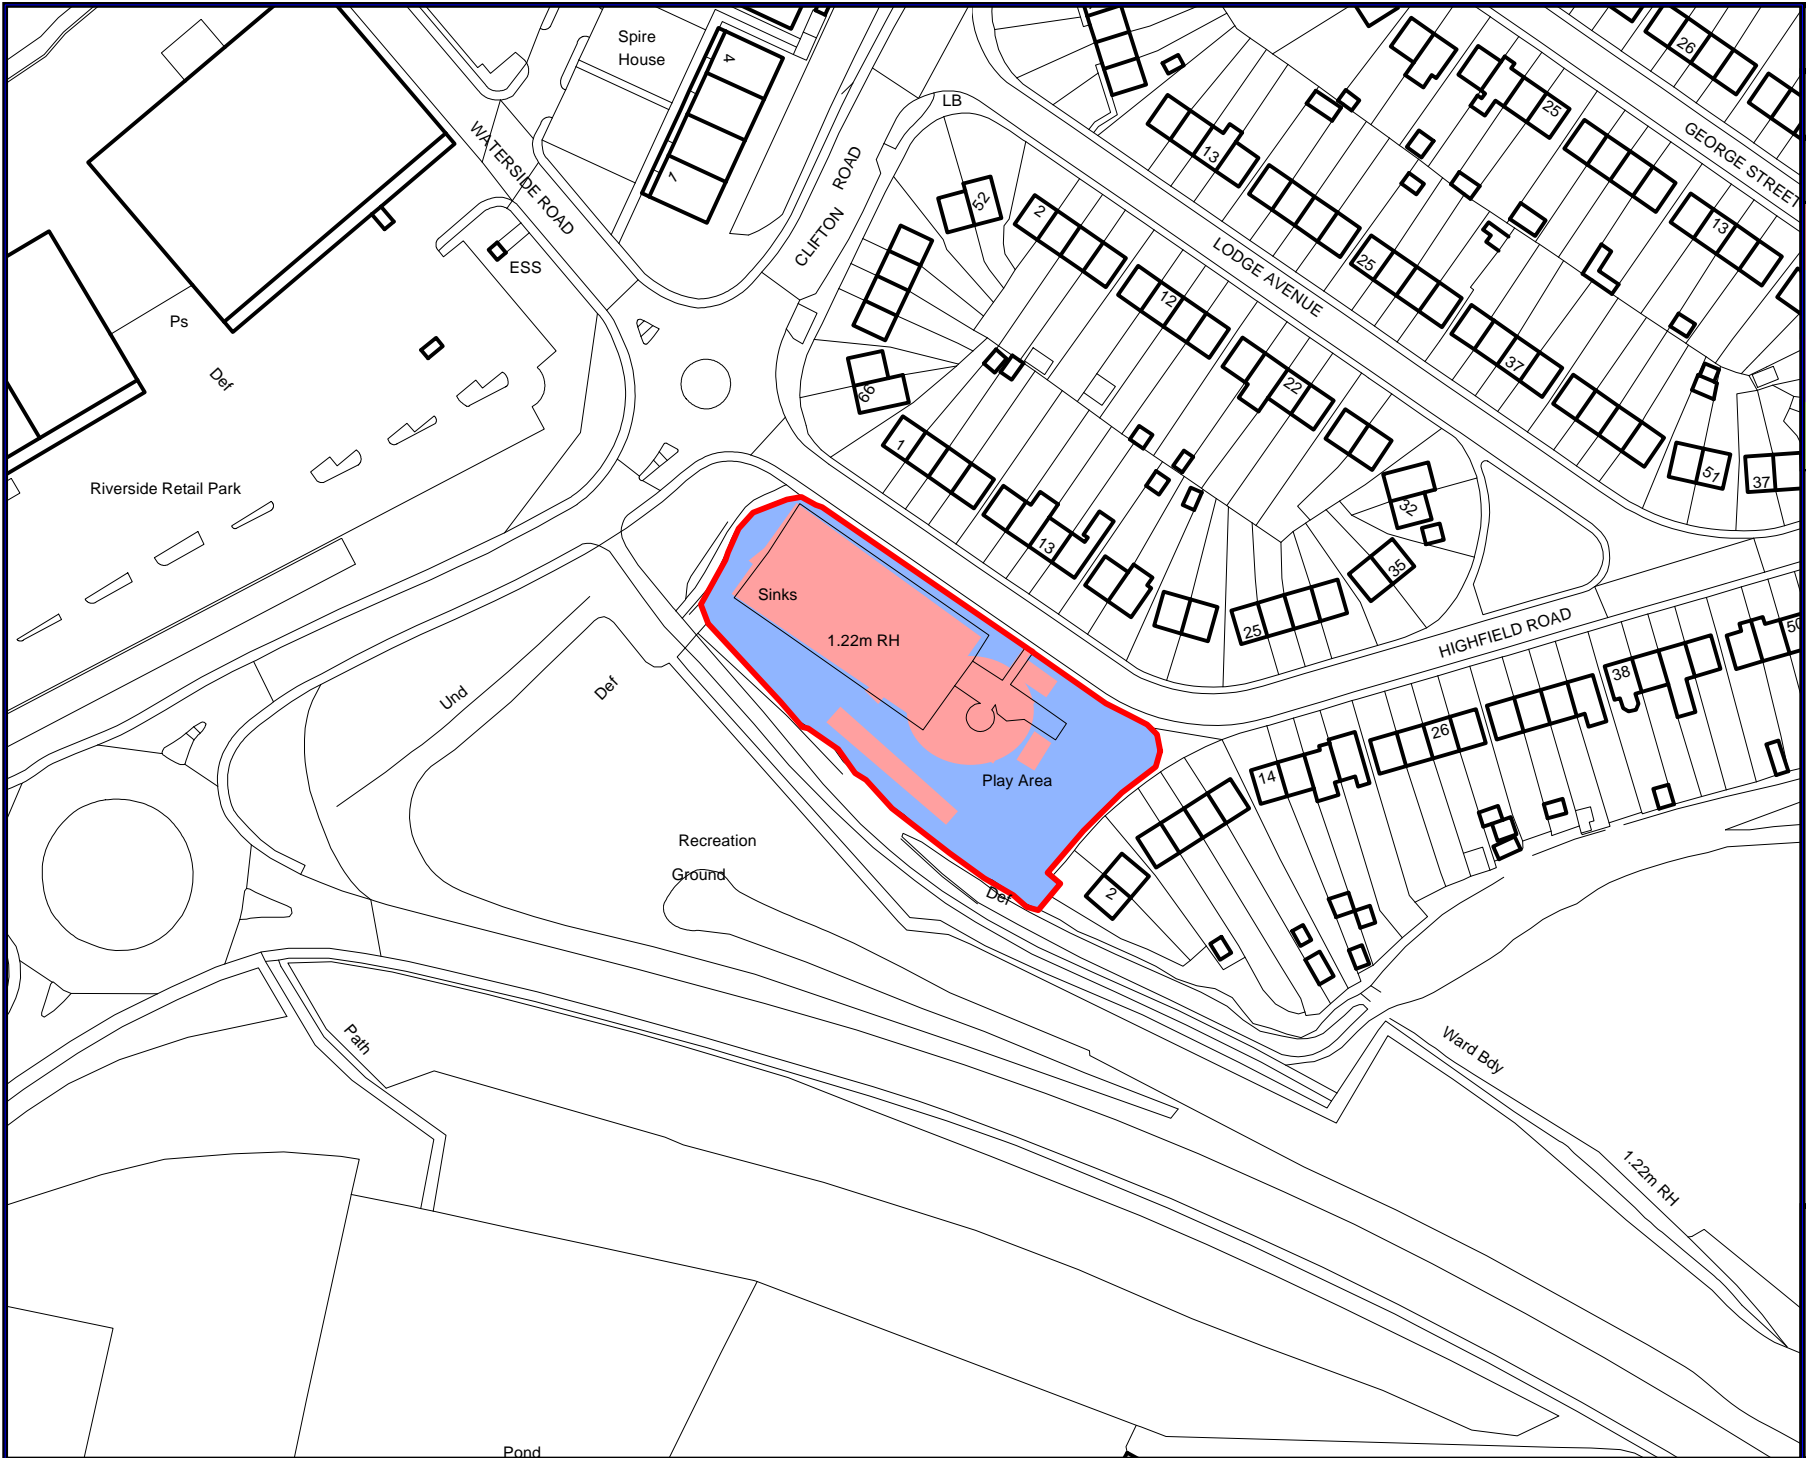 Spire
House
4
7
WATERSIDE ROAD
CLIFTON ROAD
LB
26
25
GEORGE STREET
13
13
52
2
LODGE AVENUE
25
ESS
Ps
Def
12
37
66
22
1
51
37
Riverside Retail Park
32
13
35
Sinks
1.22m RH
25
HIGHFIELD ROAD
50
38
Und
Def
26
14
Play Area
Recreation
Ground
Def
2
Path
Ward Bdy
1.22m RH
Pond